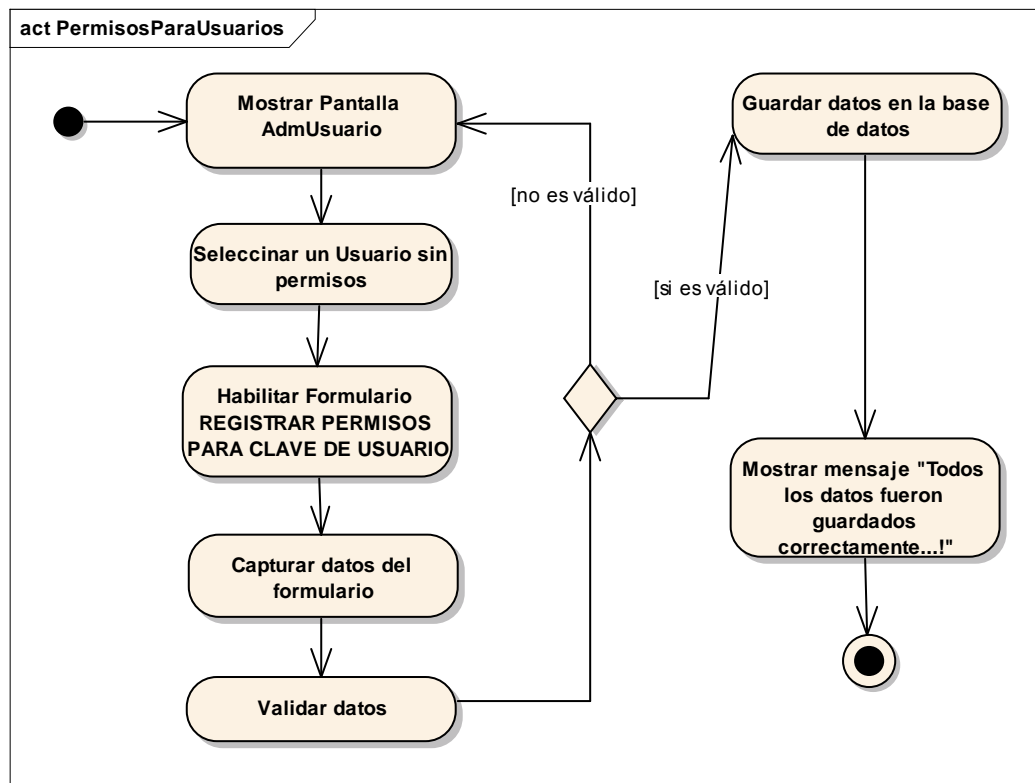 act PermisosParaUsuarios
Mostrar Pantalla
AdmUsuario
Seleccinar un Usuario sin
permisos
Habilitar Formulario
REGISTRAR PERMISOS
PARA CLAVE DE USUARIO
Capturar datos del
formulario
Validar datos
[no es válido]
[si es válido]
Guardar datos en la base
de datos
Mostrar mensaje "Todos
los datos fueron
guardados
correctamente...!"